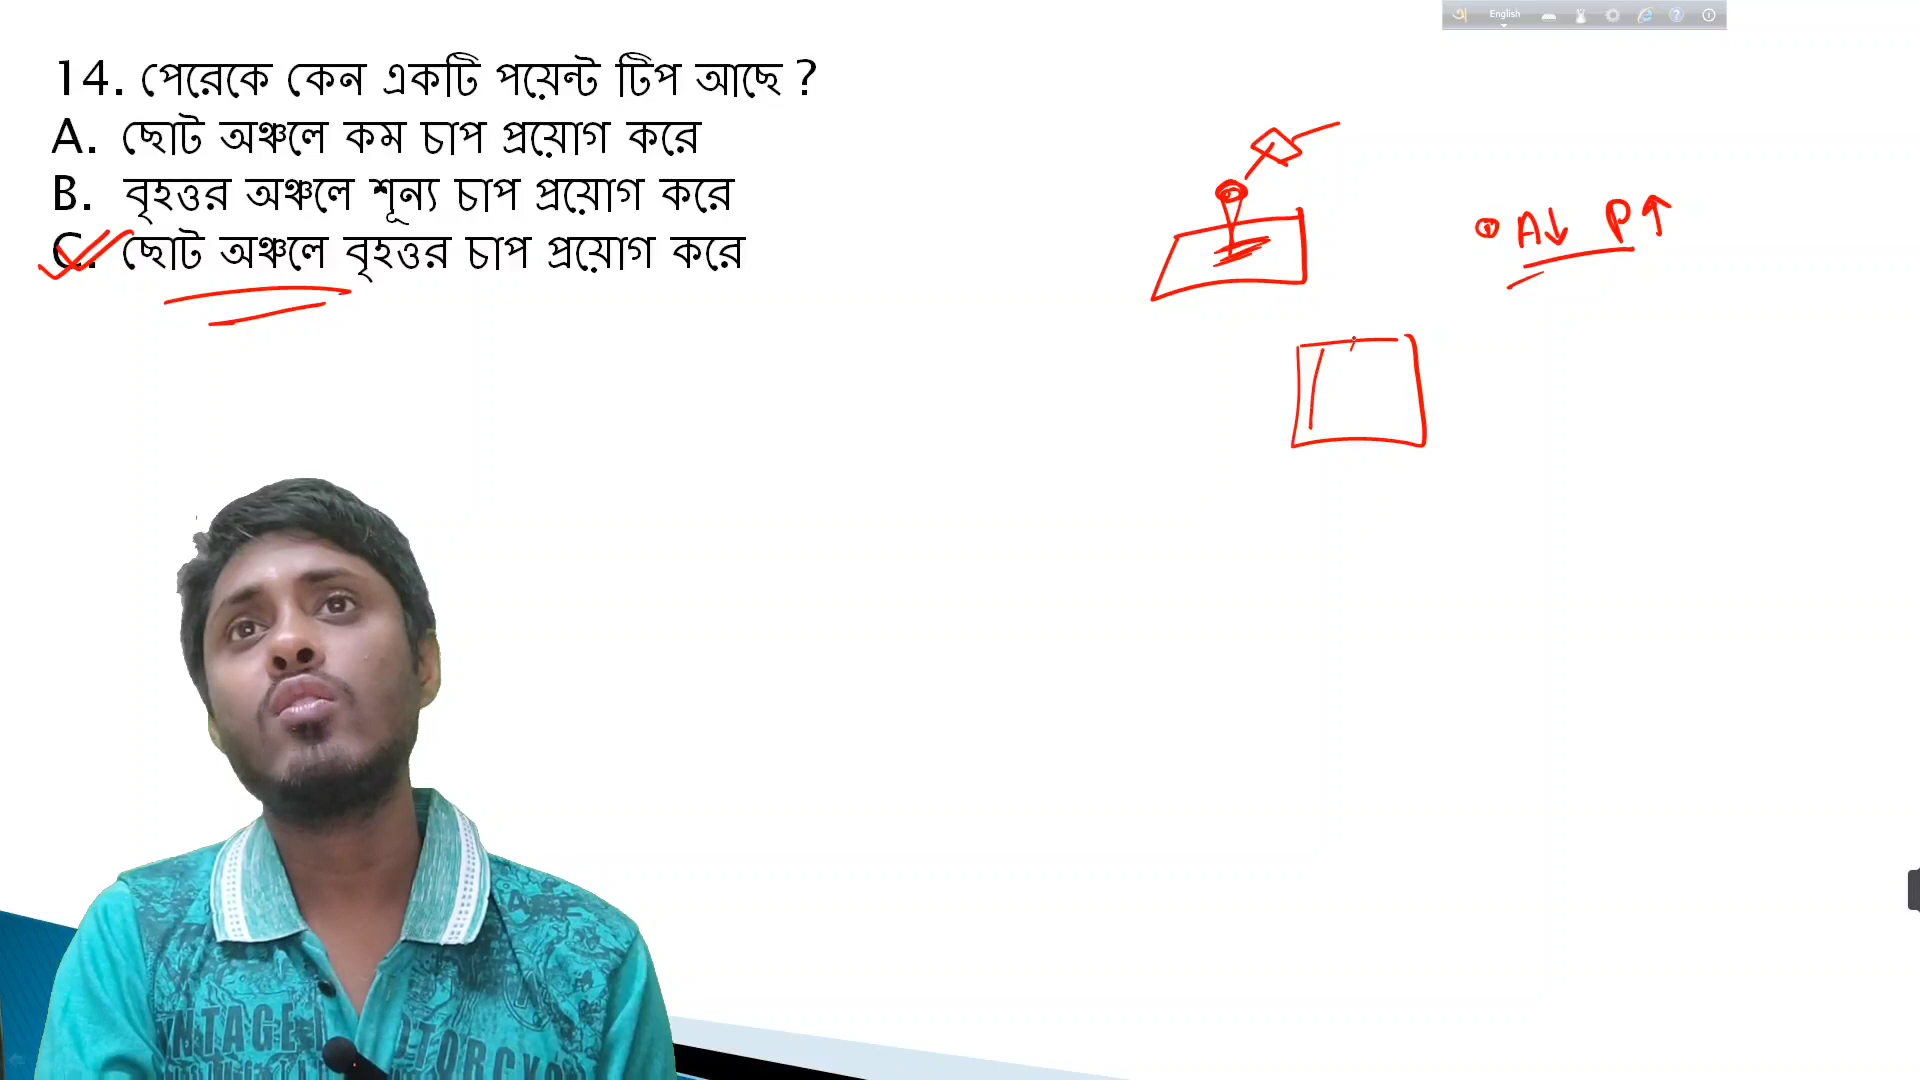 English
14. পেরেকে কেন একটি পয়েন্ট টিপ আছে ?
A. ছোট অঞ্চলে কম চাপ প্রয়োগ করে
B. বৃহত্তর অঞ্চলে শূন্য চাপ প্রয়োগ করে
C. ছোট অঞ্চলে বৃহত্তর চাপ প্রয়োগ করে
A↓ P↑